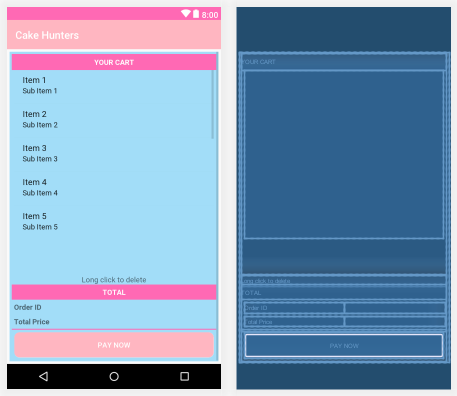 8:00
Cake Hunters
YOUR CART
Item 1
Sub Item 1
Item 2
Sub Item 2
Item 3
Sub Item 3
Item 4
Sub Item 4
Item 5
Sub Item 5
Long click to delete
TOTAL
Order ID
Total Price
PAY NOW
YOUR CART
Long click to delete
TOTAL
Order ID
Total Price
PAY NOW